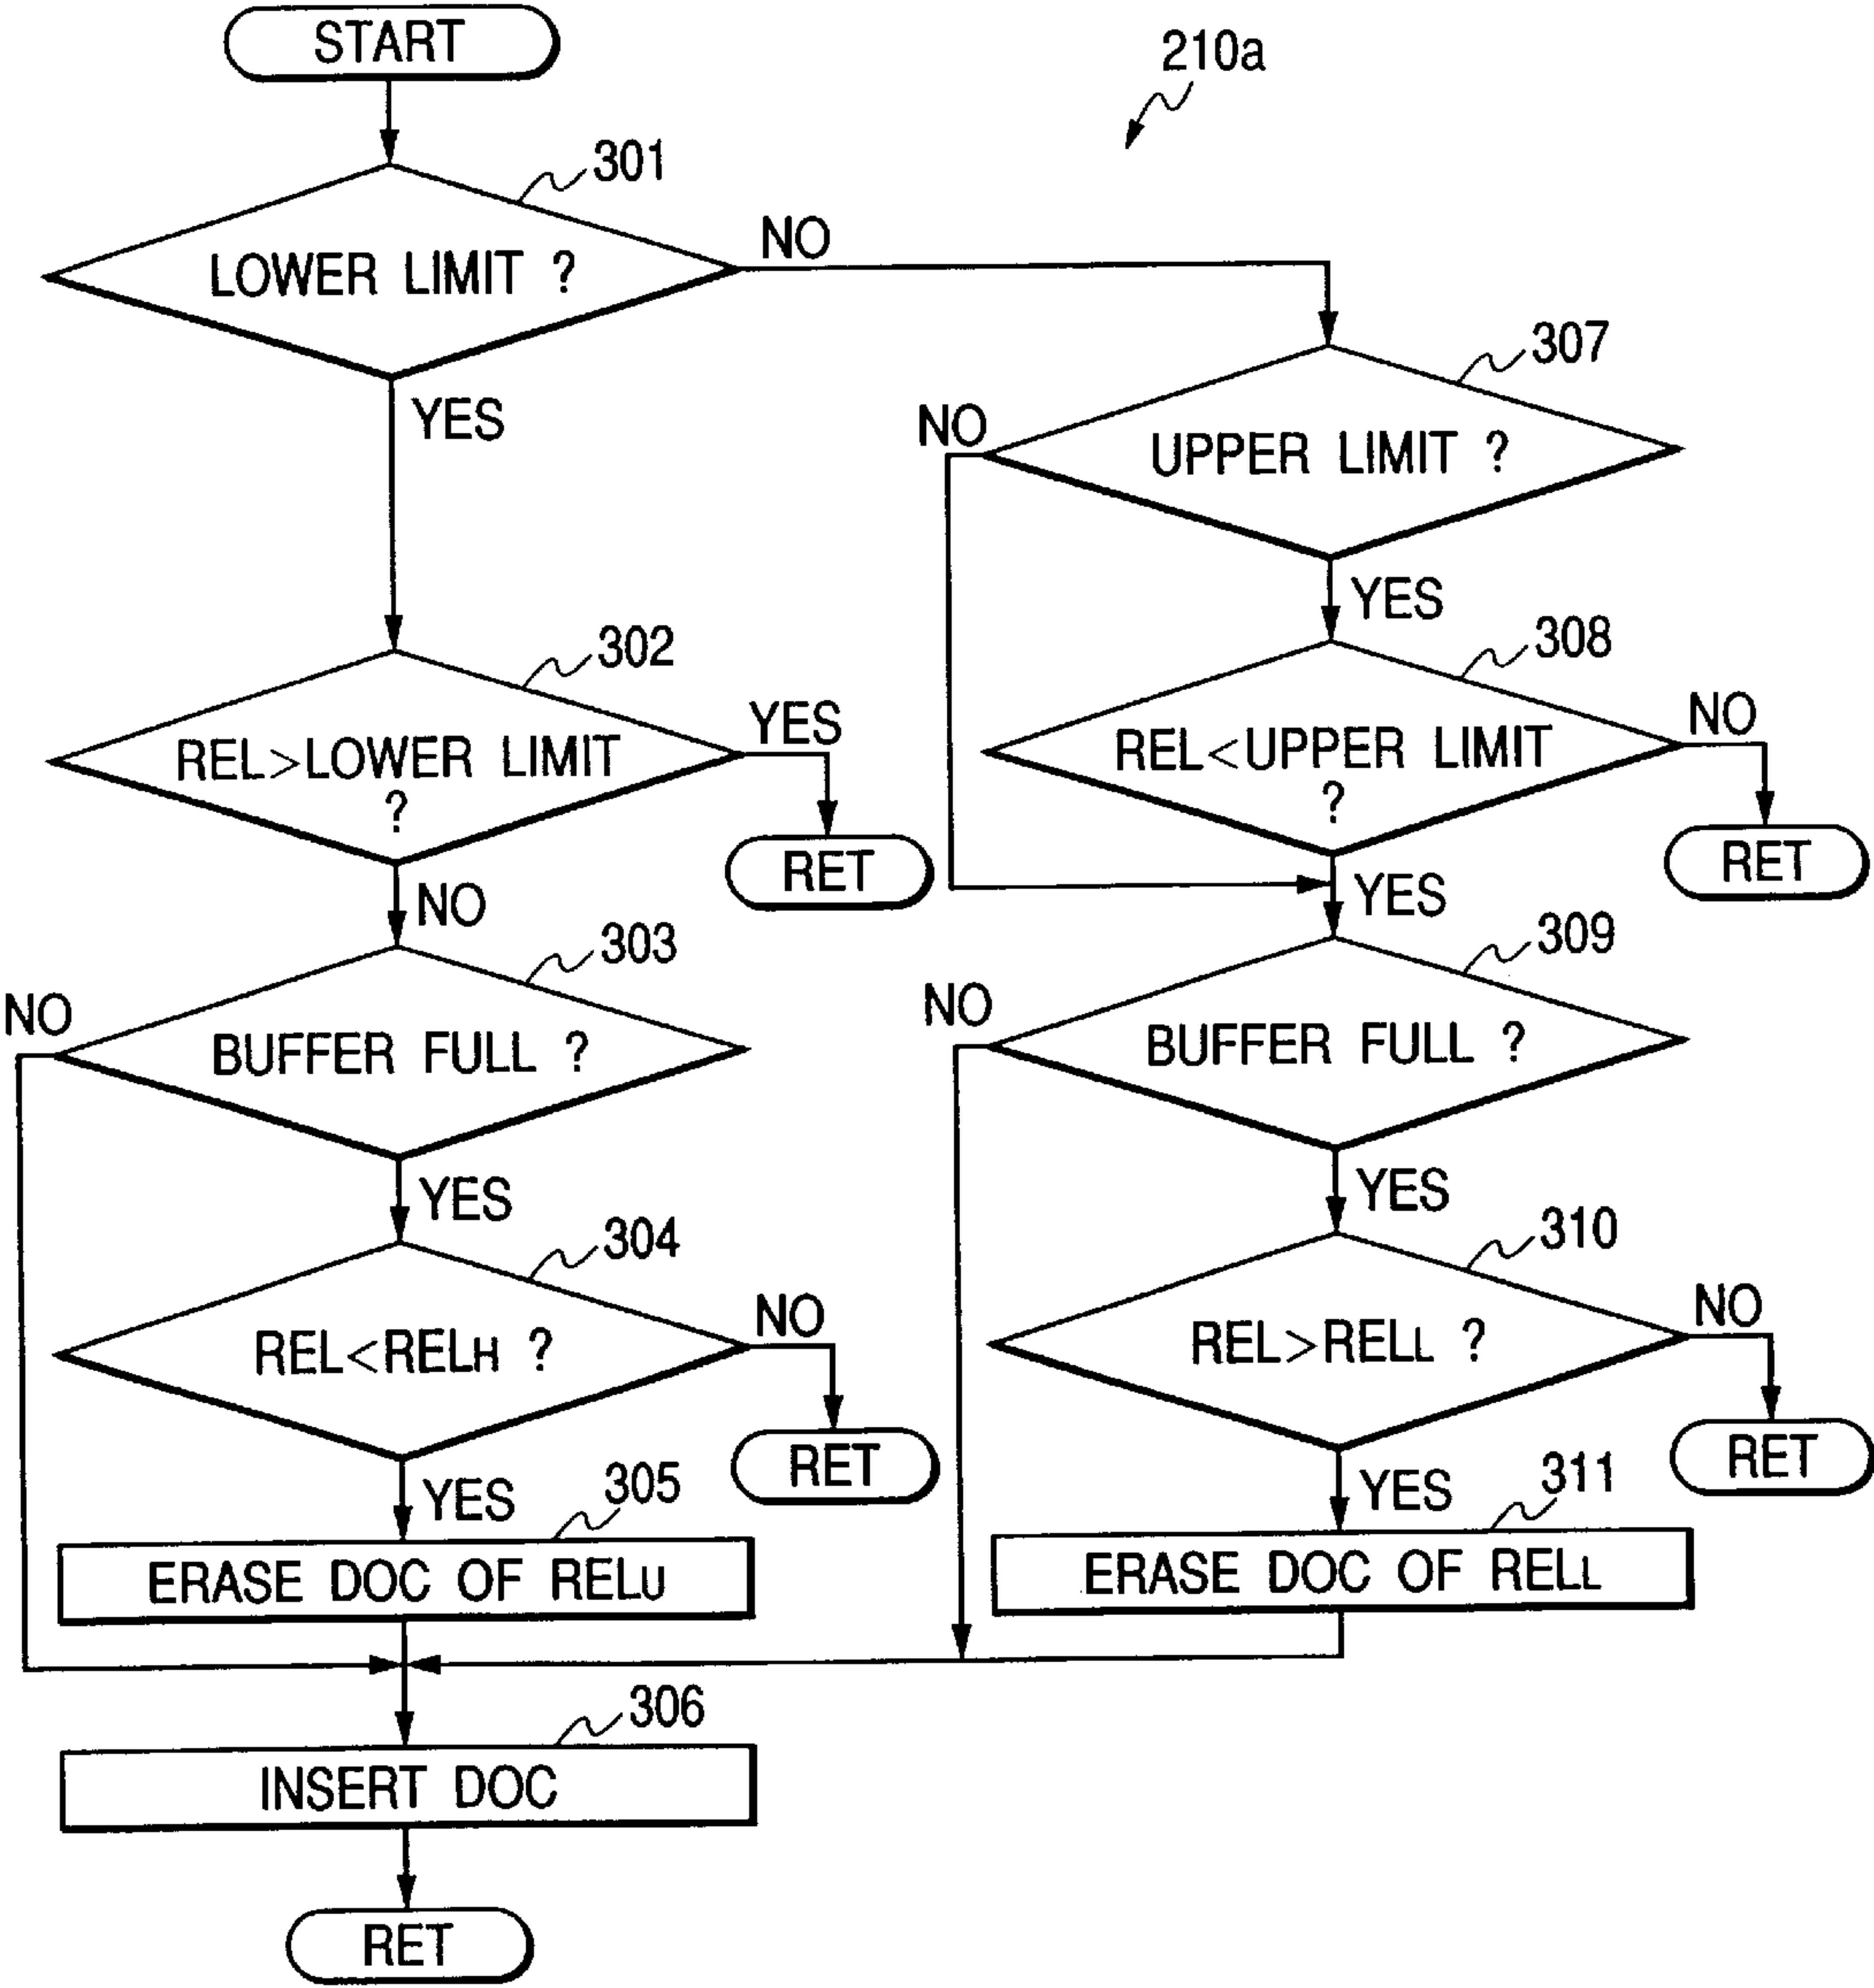 START
210a
301
LOWER LIMIT ?
NO
YES
307
UPPER LIMIT ?
NO
YES
302
REL>LOWER LIMIT
?
YES
RET
NO
308
REL<UPPER LIMIT
?
NO
RET
YES
303
BUFFER FULL ?
NO
YES
309
BUFFER FULL ?
NO
YES
304
REL<RELH ?
NO
RET
YES
310
REL>RELL ?
NO
RET
YES
305
ERASE DOC OF RELU
311
ERASE DOC OF RELL
306
INSERT DOC
RET